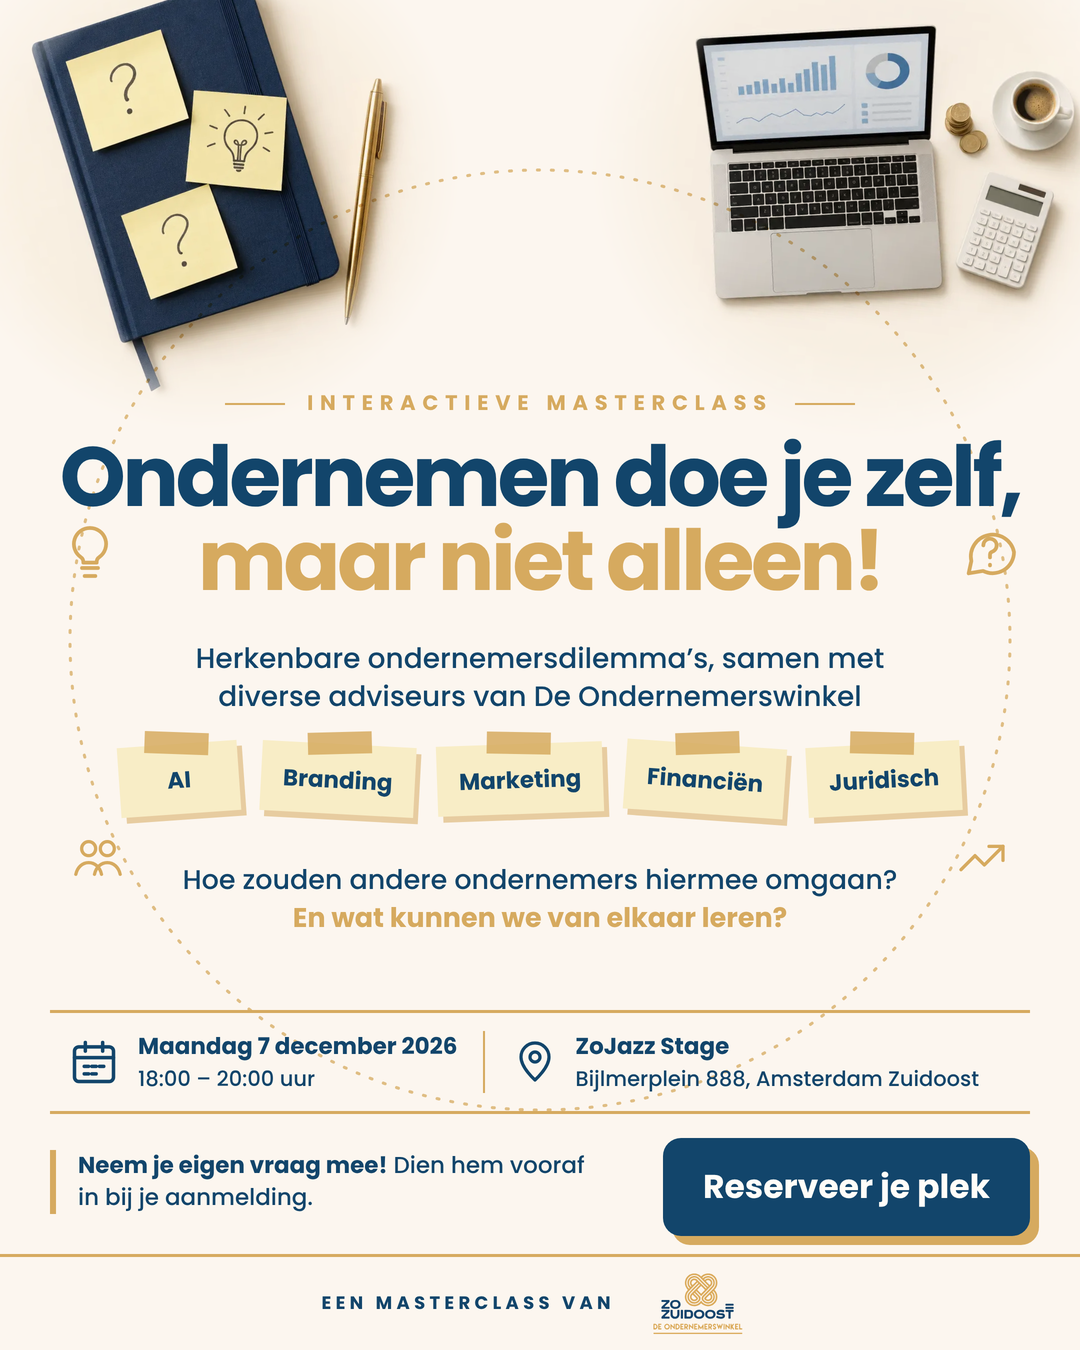 ?
?
INTERACTIEVE MASTERCLASS
Ondernemen doe je zelf,
maar niet alleen!
?
Herkenbare ondernemersdilemma’s, samen met
diverse adviseurs van De Ondernemerswinkel
AI
Branding
Marketing
Financiën
Juridisch
Hoe zouden andere ondernemers hiermee omgaan?
En wat kunnen we van elkaar leren?
Maandag 7 december 2026
18:00 – 20:00 uur
ZoJazz Stage
Bijlmerplein 888, Amsterdam Zuidoost
Neem je eigen vraag mee! Dien hem vooraf
in bij je aanmelding.
Reserveer je plek
EEN MASTERCLASS VAN
ZO
ZUIDOOST
DE ONDERNEMERSWINKEL